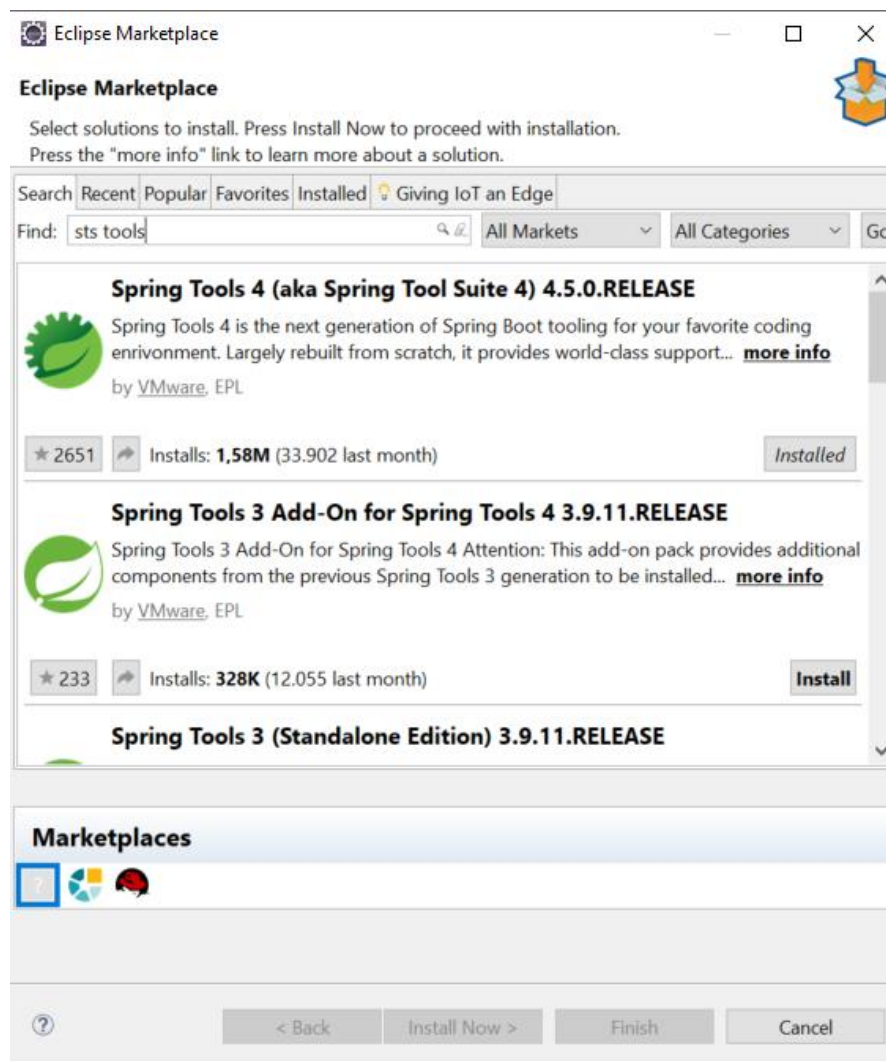 Eclipse Marketplace
Eclipse Marketplace
Select solutions to install. Press Install Now to proceed with installation.
Press the "more info" link to learn more about a solution.
Search Recent Popular Favorites Installed Giving IoT an Edge
Find: sts tools All Markets All Categories Go
Spring Tools 4 (aka Spring Tool Suite 4) 4.5.0.RELEASE
Spring Tools 4 is the next generation of Spring Boot tooling for your favorite coding
enrivonment. Largely rebuilt from scratch, it provides world-class support... more info
by VMware, EPL
2651 Installs: 1,58M (33.902 last month) Installed
Spring Tools 3 Add-On for Spring Tools 4 3.9.11.RELEASE
Spring Tools 3 Add-On for Spring Tools 4 Attention: This add-on pack provides additional
components from the previous Spring Tools 3 generation to be installed... more info
by VMware, EPL
233 Installs: 328K (12.055 last month) Install
Spring Tools 3 (Standalone Edition) 3.9.11.RELEASE
Marketplaces
?
? < Back Install Now > Finish Cancel